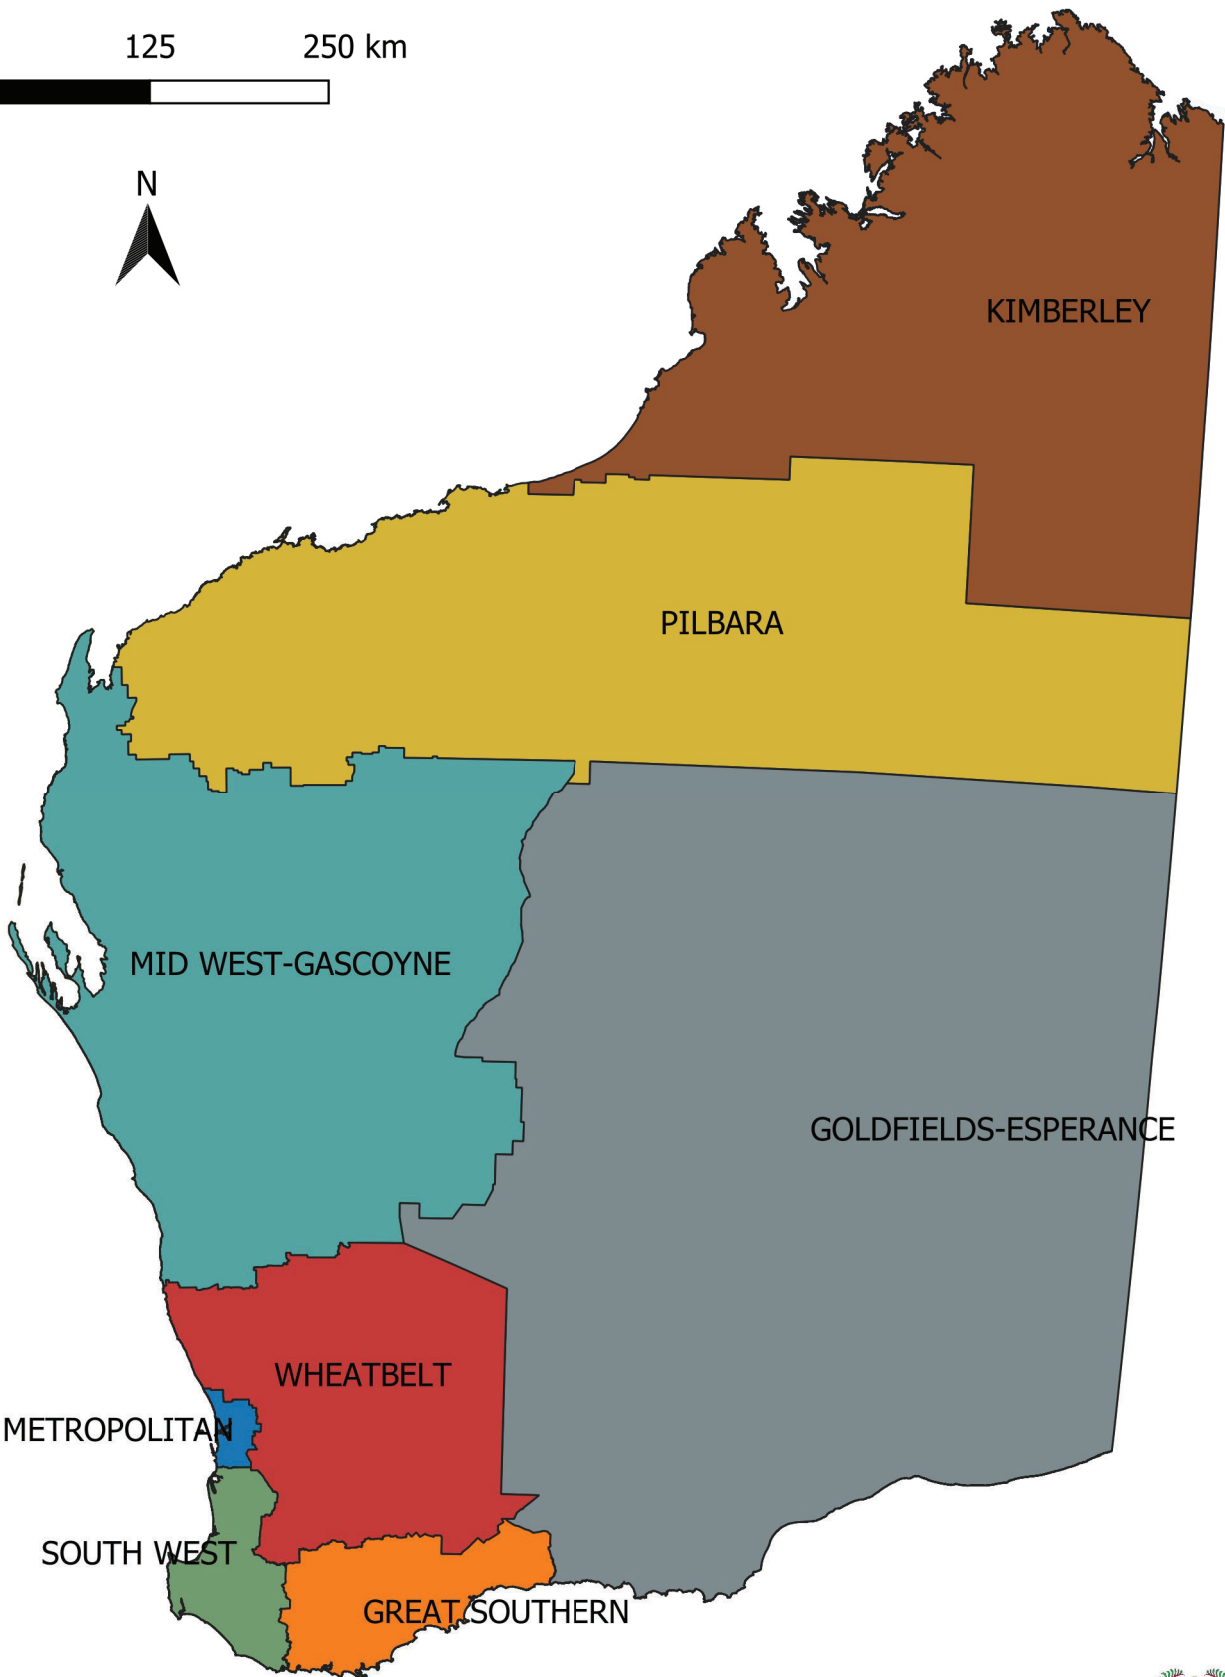 125 250 km
N
KIMBERLEY
PILBARA
MID WEST-GASCOYNE
GOLDFIELDS-ESPERANCE
WHEATBELT
METROPOLITAN
SOUTH WEST
GREAT SOUTHERN